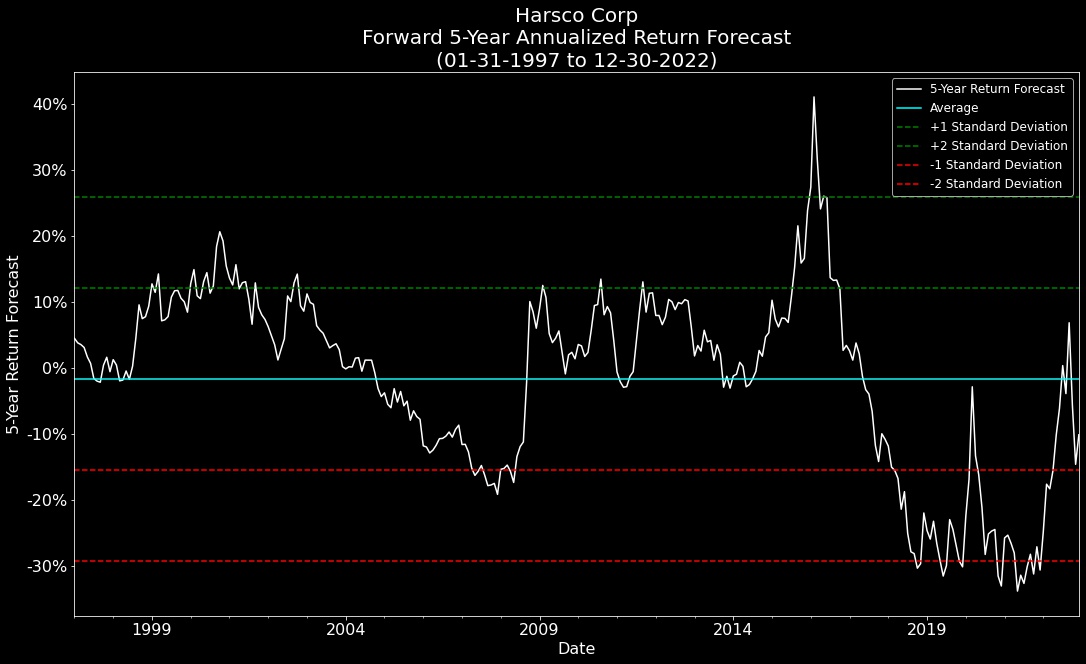 Harsco Corp
Forward 5-Year Annualized Return Forecast
(01-31-1997 to 12-30-2022)
5-Year Return Forecast
Average
+1 Standard Deviation
+2 Standard Deviation
-1 Standard Deviation
-2 Standard Deviation
5-Year Return Forecast
40%
30%
20%
10%
0%
-10%
-20%
-30%
1999 2004 2009 2014 2019
Date